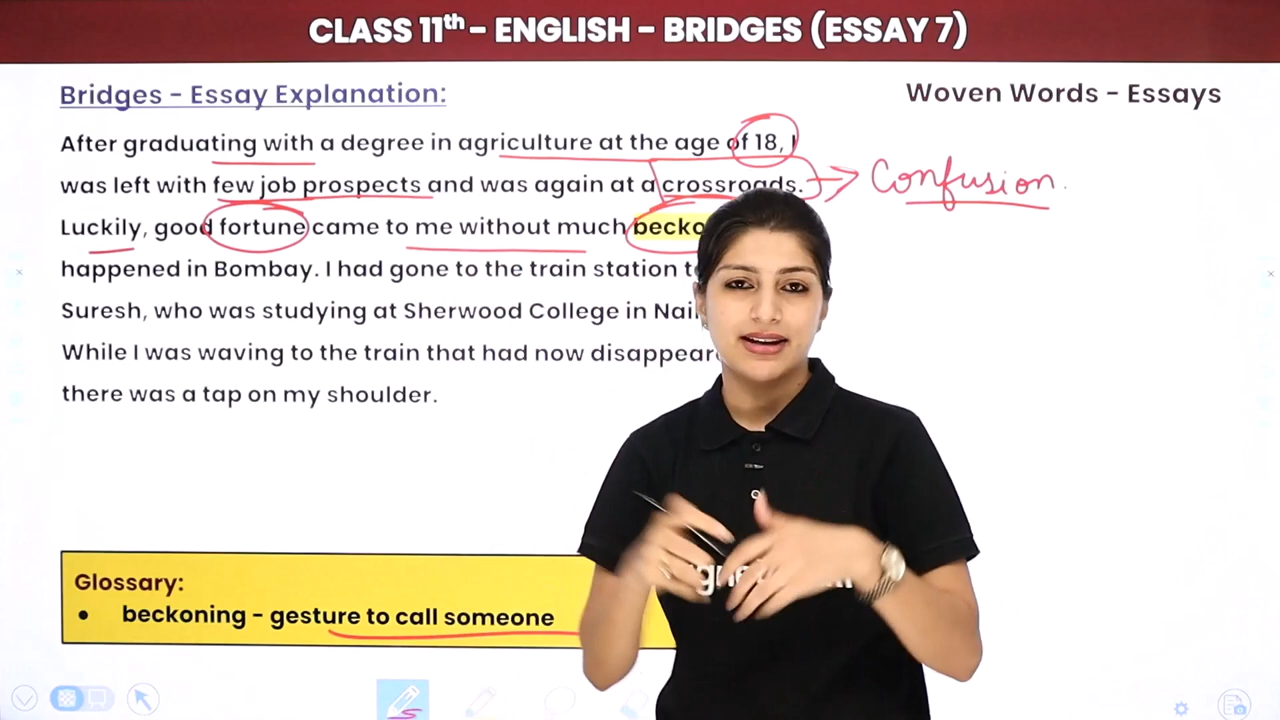 CLASS 11th - ENGLISH - BRIDGES (ESSAY 7)
Bridges - Essay Explanation:
Woven Words - Essays
After graduating with a degree in agriculture at the age of 18, I
was left with few job prospects and was again at a crossroads.
Confusion
Luckily, good fortune came to me without much
happened in Bombay. I had gone to the train station
Suresh, who was studying at Sherwood College in
While I was waving to the train that had now
there was a tap on my shoulder.
Glossary:
• beckoning - gesture to call someone